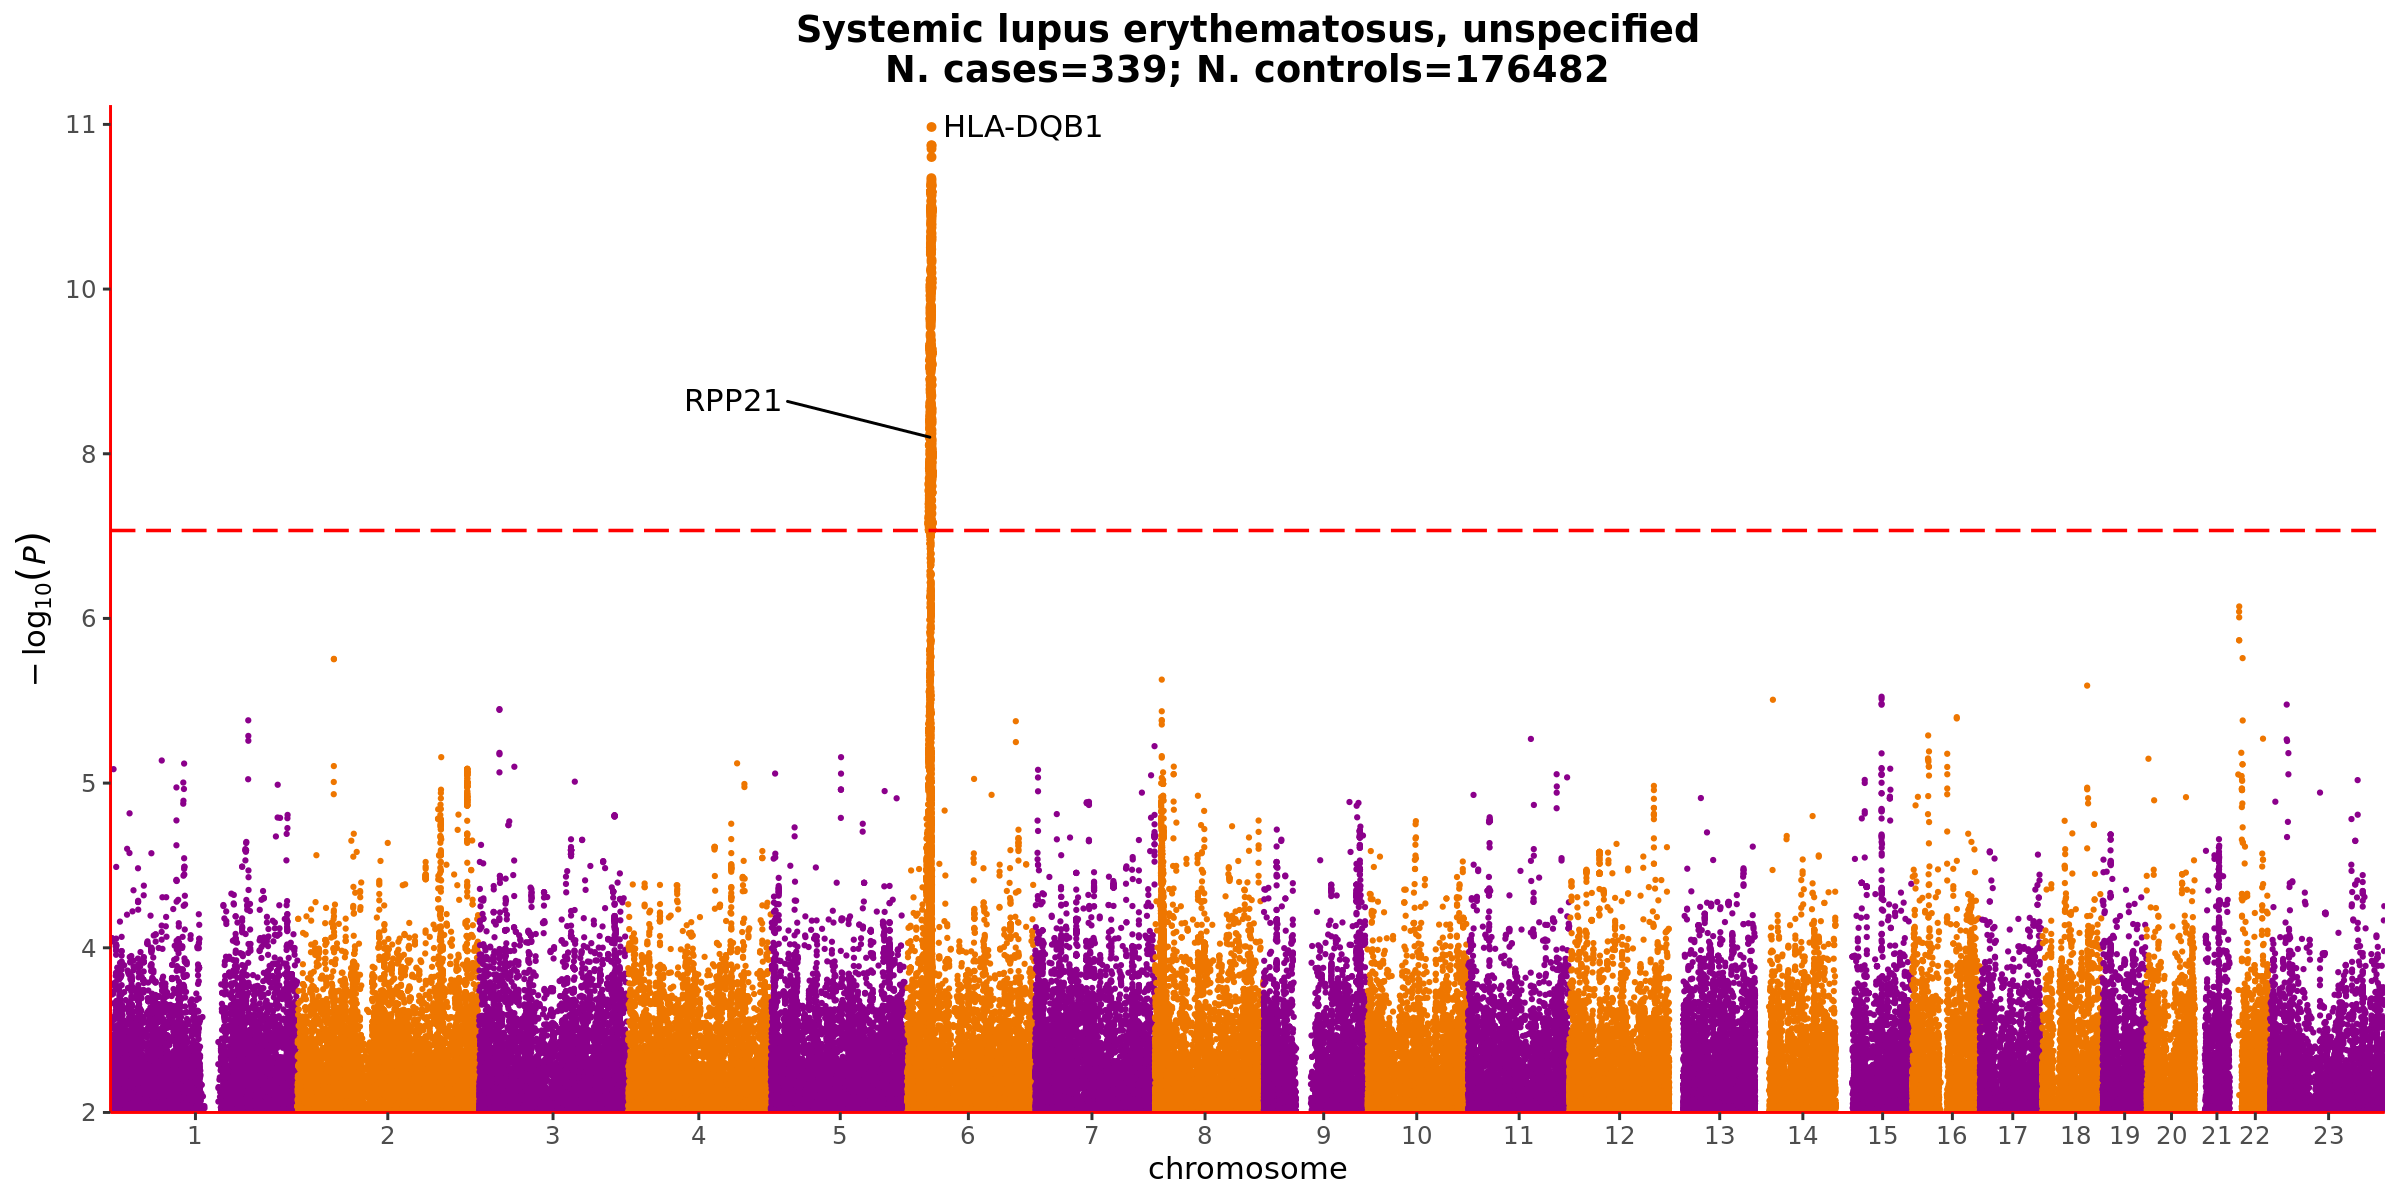 Systemic lupus erythematosus, unspecified
N. cases=339; N. controls=176482
11
HLA-DQB1
10
RPP21
8
6
5
4
2
−log10(P)
1 2 3 4 5 6 7 8 9 10 11 12 13 14 15 16 17 18 19 20 21 22 23
chromosome